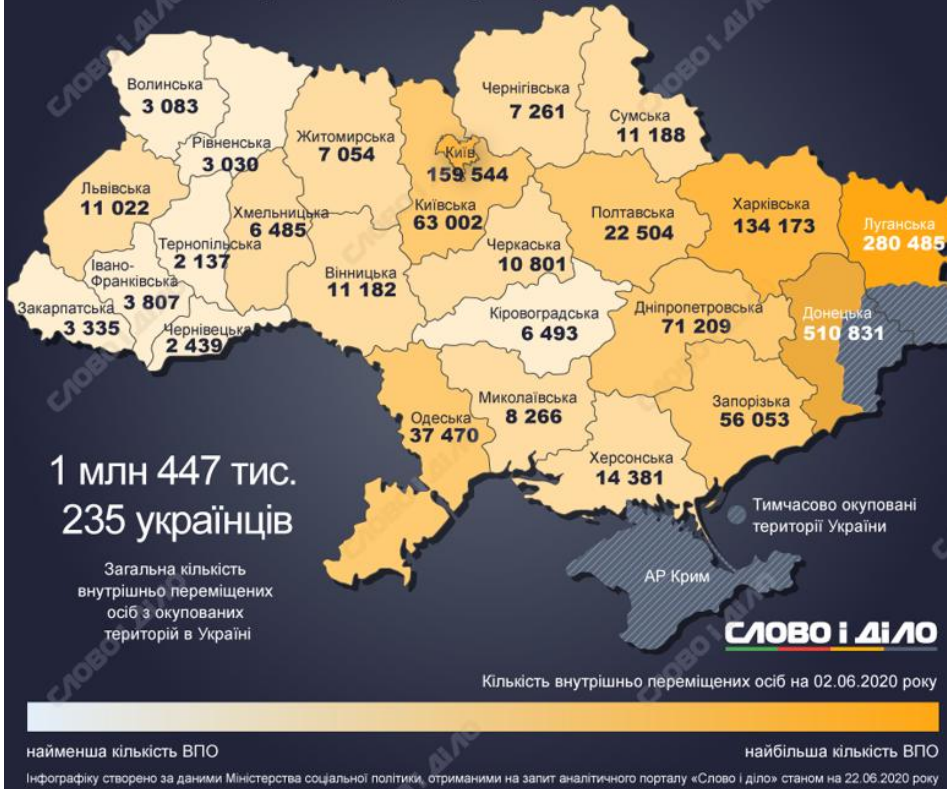 Волинська
3 083
Рівненська
3 030
Житомирська
7 054
Чернігівська
7 261
Сумська
11 188
Київ
159 544
Київська
63 002
Львівська
11 022
Хмельницька
6 485
Тернопільська
2 137
Івано-
Франківська
3 807
Закарпатська
3 335
Чернівецька
2 439
Вінницька
11 182
Черкаська
10 801
Полтавська
22 504
Харківська
134 173
Луганська
280 485
Кіровоградська
6 493
Дніпропетровська
71 209
Донецька
510 831
Одеська
37 470
Миколаївська
8 266
Запорізька
56 053
Херсонська
14 381
АР Крим
1 млн 447 тис.
235 українців
Загальна кількість
внутрішньо переміщених
осіб з окупованих
територій в Україні
Тимчасово окуповані
території України
СЛОВО і ДіЛО
Кількість внутрішньо переміщених осіб на 02.06.2020 року
найменша кількість ВПО
найбільша кількість ВПО
Інфографіку створено за даними Міністерства соціальної політики, отриманими на запит аналітичного порталу «Слово і діло» станом на 22.06.2020 року